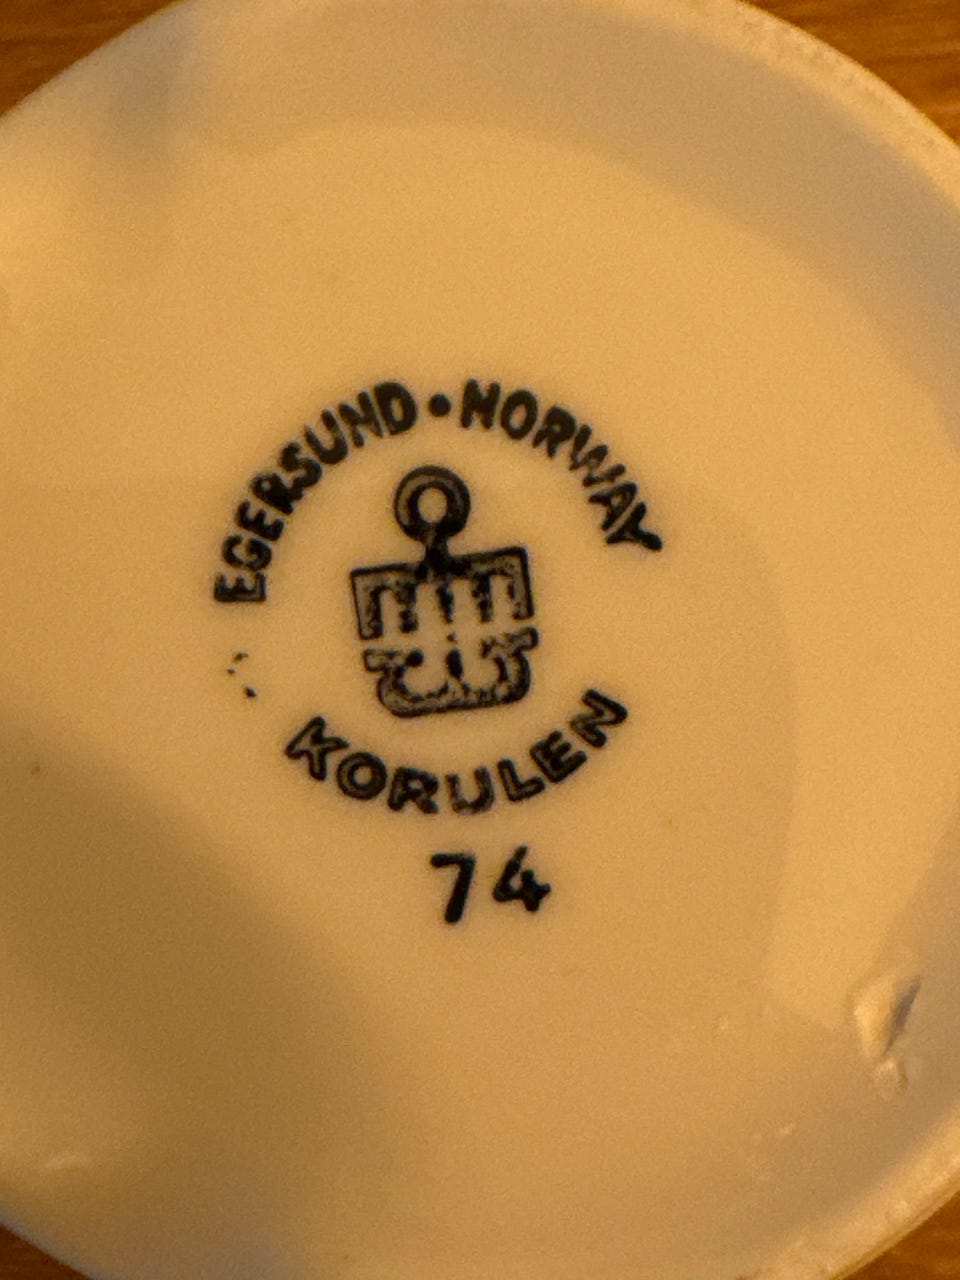 EGERSUND • NORWAY
KORULEN
74